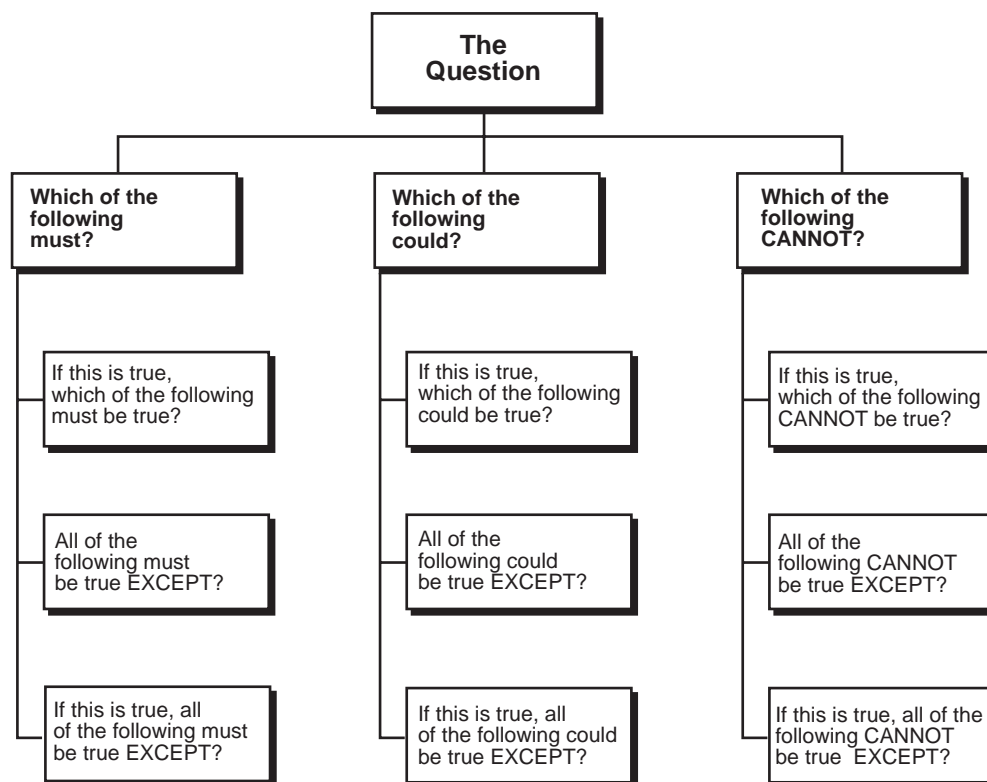 The
Question
Which of the
following
must?
If this is true,
which of the following
must be true?
All of the
following must
be true EXCEPT?
If this is true, all
of the following must
be true EXCEPT?
Which of the
following
could?
If this is true,
which of the following
could be true?
All of the
following could
be true EXCEPT?
If this is true, all
of the following could
be true EXCEPT?
Which of the
following
CANNOT?
If this is true,
which of the following
CANNOT be true?
All of the
following CANNOT
be true EXCEPT?
If this is true, all of the
following CANNOT
be true EXCEPT?